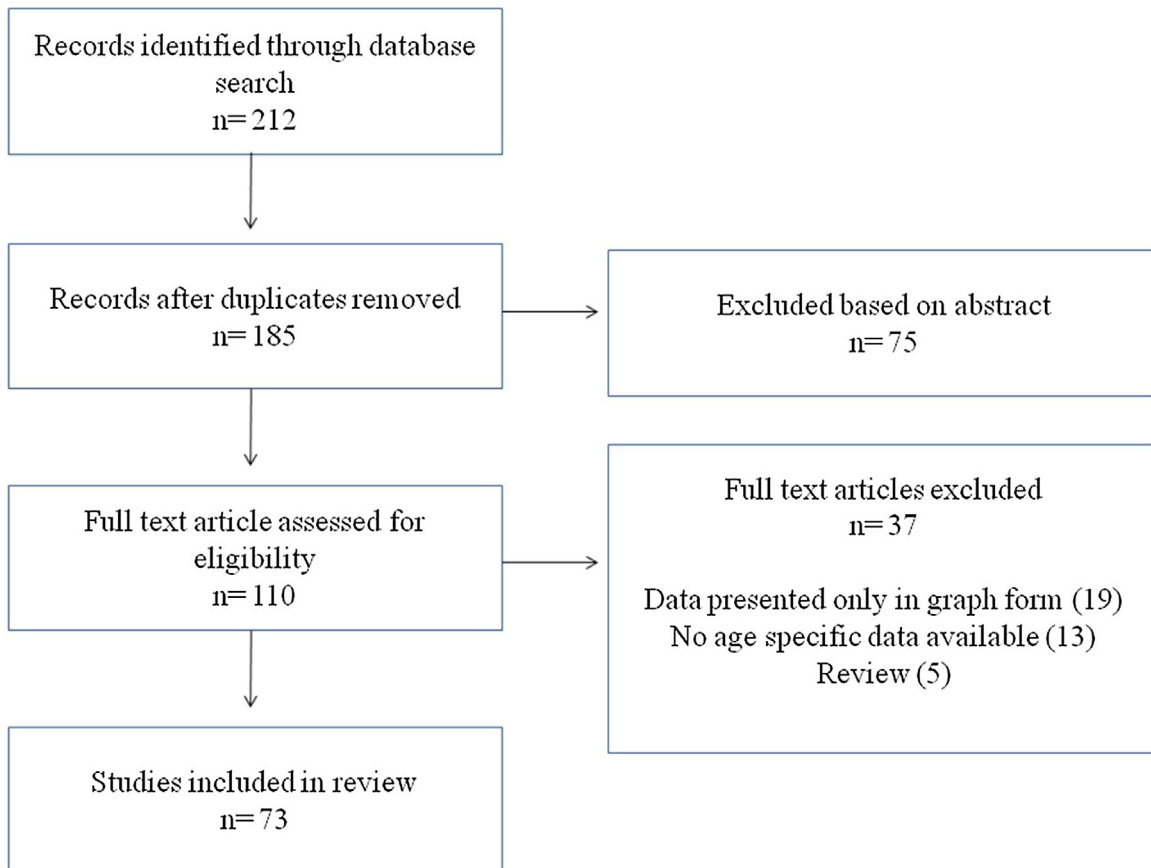 Records identified through database
search
n= 212
Records after duplicates removed
n= 185
Excluded based on abstract
n= 75
Full text article assessed for
eligibility
n= 110
Full text articles excluded
n= 37
Data presented only in graph form (19)
No age specific data available (13)
Review (5)
Studies included in review
n= 73